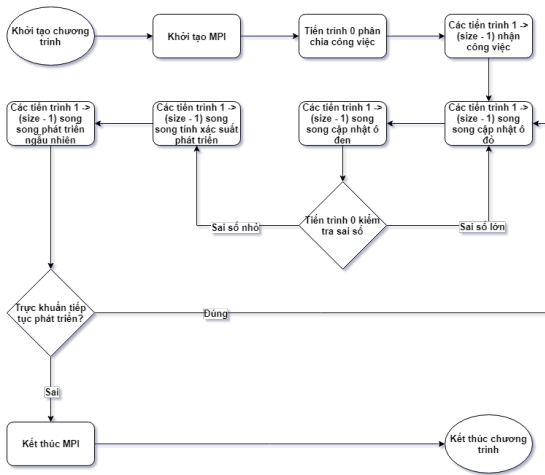 Khởi tạo chương
trình
Khởi tạo MPI
Tiến trình 0 phân
chia công việc
Các tiến trình 1 ->
(size - 1) nhận
công việc
Các tiến trình 1 ->
(size - 1) song
song phát triển
ngẫu nhiên
Các tiến trình 1 ->
(size - 1) song
song tính xác suất
phát triển
Các tiến trình 1 ->
(size - 1) song
song cập nhật ô
đen
Các tiến trình 1 ->
(size - 1) song
song cập nhật ô
đỏ
Sai số nhỏ
Tiến trình 0 kiểm
tra sai số
Sai số lớn
Trực khuẩn tiếp
tục phát triển?
Đúng
Sai
Kết thúc MPI
Kết thúc chương
trình